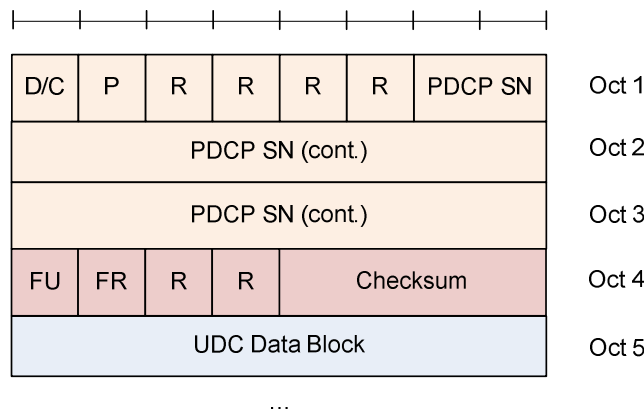 D/C P R R R R PDCP SN Oct 1
PDCP SN (cont.) Oct 2
PDCP SN (cont.) Oct 3
FU FR R R Checksum Oct 4
UDC Data Block Oct 5
...